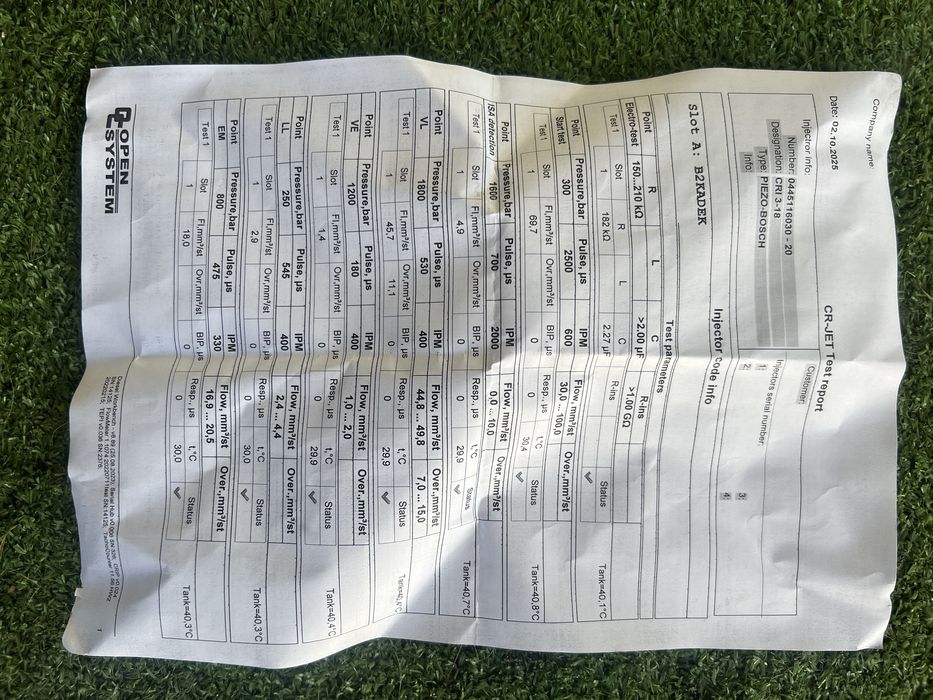 Company name:
CR-JET Test report
Date: 02.10.2025
Customer
Injector info:
Number: 0445116030 - 20
Designation: CRI 3-18
Type: PIEZO-BOSCH
Info:
Injectors serial number:
1:
2:
3:
4:
Injector Code Info
Slot A: B2KADEK
Test parameters
Point R L C R-ins
Electro-test 150...210 kΩ >2.00 µF >1.00 GΩ
Slot R L C R-ins Status
Test 1 1 182 kΩ 2.27 µF ✓ Tank=40,1°C
Point Pressure,bar Pulse, µs IPM Flow, mm³/st Over.,mm³/st
Start test 300 2500 600 30,0 ... 100,0
Slot Fl,mm³/st Ovr,mm³/st BIP, µs t,°C Status
Test 1 1 69,7 0 30,4 ✓ Tank=40,8°C
Point Pressure,bar Pulse, µs IPM Flow, mm³/st Over.,mm³/st
ISA detection 1600 700 2000 0,0 ... 10,0
Slot Fl,mm³/st Ovr,mm³/st BIP, µs Resp., µs t,°C Status
Test 1 1 4,9 0 0 29,9 ✓ Tank=40,7°C
Point Pressure,bar Pulse, µs IPM Flow, mm³/st Over.,mm³/st
VL 1800 530 400 44,8 ... 49,8 7,0 ... 15,0
Slot Fl,mm³/st Ovr,mm³/st BIP, µs Resp., µs t,°C Status
Test 1 1 45,7 11,1 0 0 29,9 ✓
Point Pressure,bar Pulse, µs IPM Flow, mm³/st Over.,mm³/st
VE 1200 180 400 1,0 ... 2,0
Slot Fl,mm³/st Ovr,mm³/st BIP, µs Resp., µs t,°C Status
Test 1 1 1,4 0 0 29,9 ✓ Tank=40,4°C
Point Pressure,bar Pulse, µs IPM Flow, mm³/st Over.,mm³/st
LL 250 545 400 2,4 ... 4,4
Slot Fl,mm³/st Ovr,mm³/st BIP, µs Resp., µs t,°C Status
Test 1 1 2,9 0 0 30,0 ✓ Tank=40,3°C
Point Pressure,bar Pulse, µs IPM Flow, mm³/st Over.,mm³/st
EM 800 475 330 16,9 ... 20,5
Slot Fl,mm³/st Ovr,mm³/st BIP, µs Resp., µs t,°C Status
Test 1 1 18,0 0 0 30,0 ✓ Tank=40,3°C
OPEN
SYSTEM
1